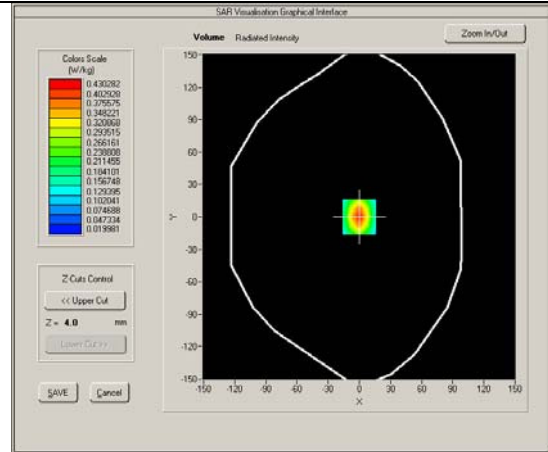 SAR Visualisation Graphical Interface
Volume Radiated Intensity
Zoom In/Out
Colors Scale
(W/kg)
0.430282
0.402928
0.375575
0.348221
0.320868
0.293515
0.266161
0.238808
0.211455
0.184101
0.156748
0.129395
0.102041
0.074688
0.047334
0.019981
Z Cuts Control
<< Upper Cut
Z = 4.0 mm
Lower Cut >>
SAVE
Cancel
150
120
90
60
30
0
-30
-60
-90
-120
-150
Y
-150 -120 -90 -60 -30 0 30 60 90 120 150
X